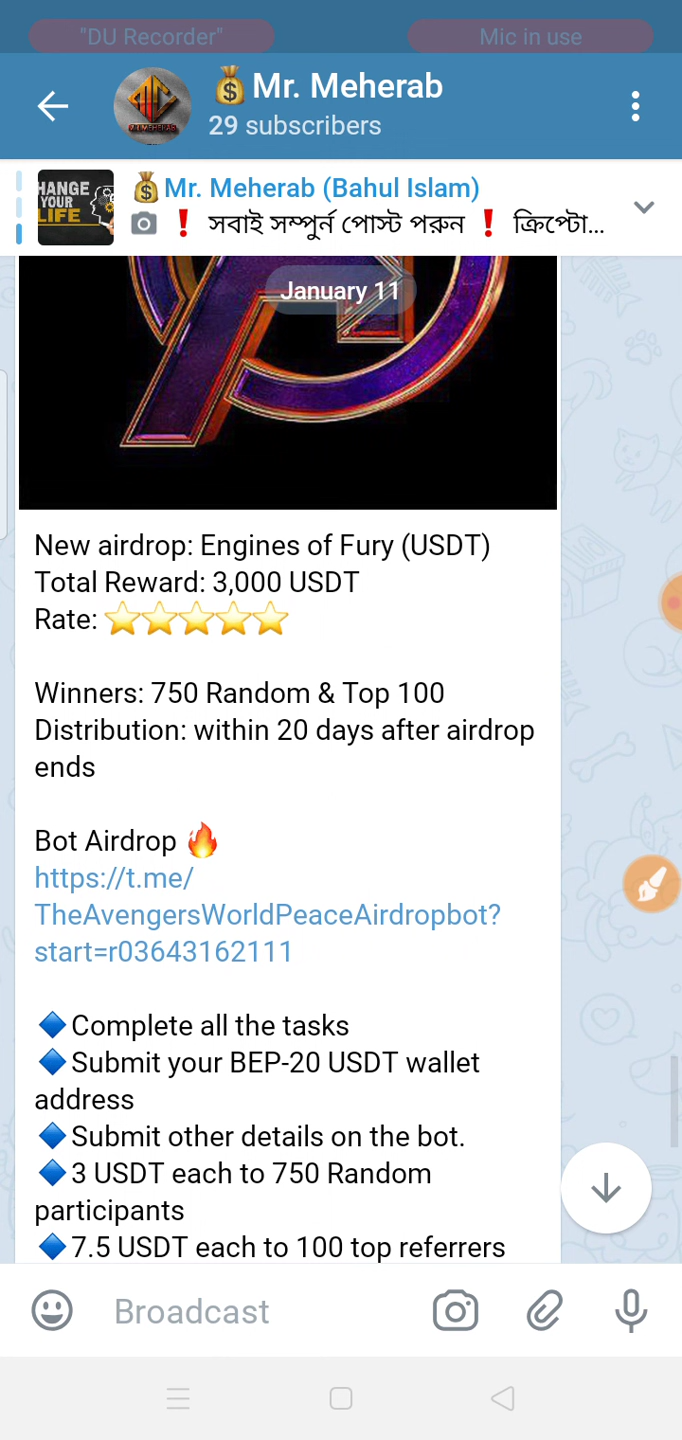 "DU Recorder" Mic in use
💰Mr. Meherab
29 subscribers
💰Mr. Meherab (Bahul Islam)
HANGE
YOUR
LIFE
❗ সবাই সম্পুর্ন পোস্ট পরুন ❗ ক্রিপ্টো...
January 11
New airdrop: Engines of Fury (USDT)
Total Reward: 3,000 USDT
Rate: ⭐⭐⭐⭐⭐
Winners: 750 Random & Top 100
Distribution: within 20 days after airdrop
ends
Bot Airdrop 🔥
https://t.me/
TheAvengersWorldPeaceAirdropbot?
start=r03643162111
🔷Complete all the tasks
🔷Submit your BEP-20 USDT wallet
address
🔷Submit other details on the bot.
🔷3 USDT each to 750 Random
participants
🔷7.5 USDT each to 100 top referrers
Broadcast